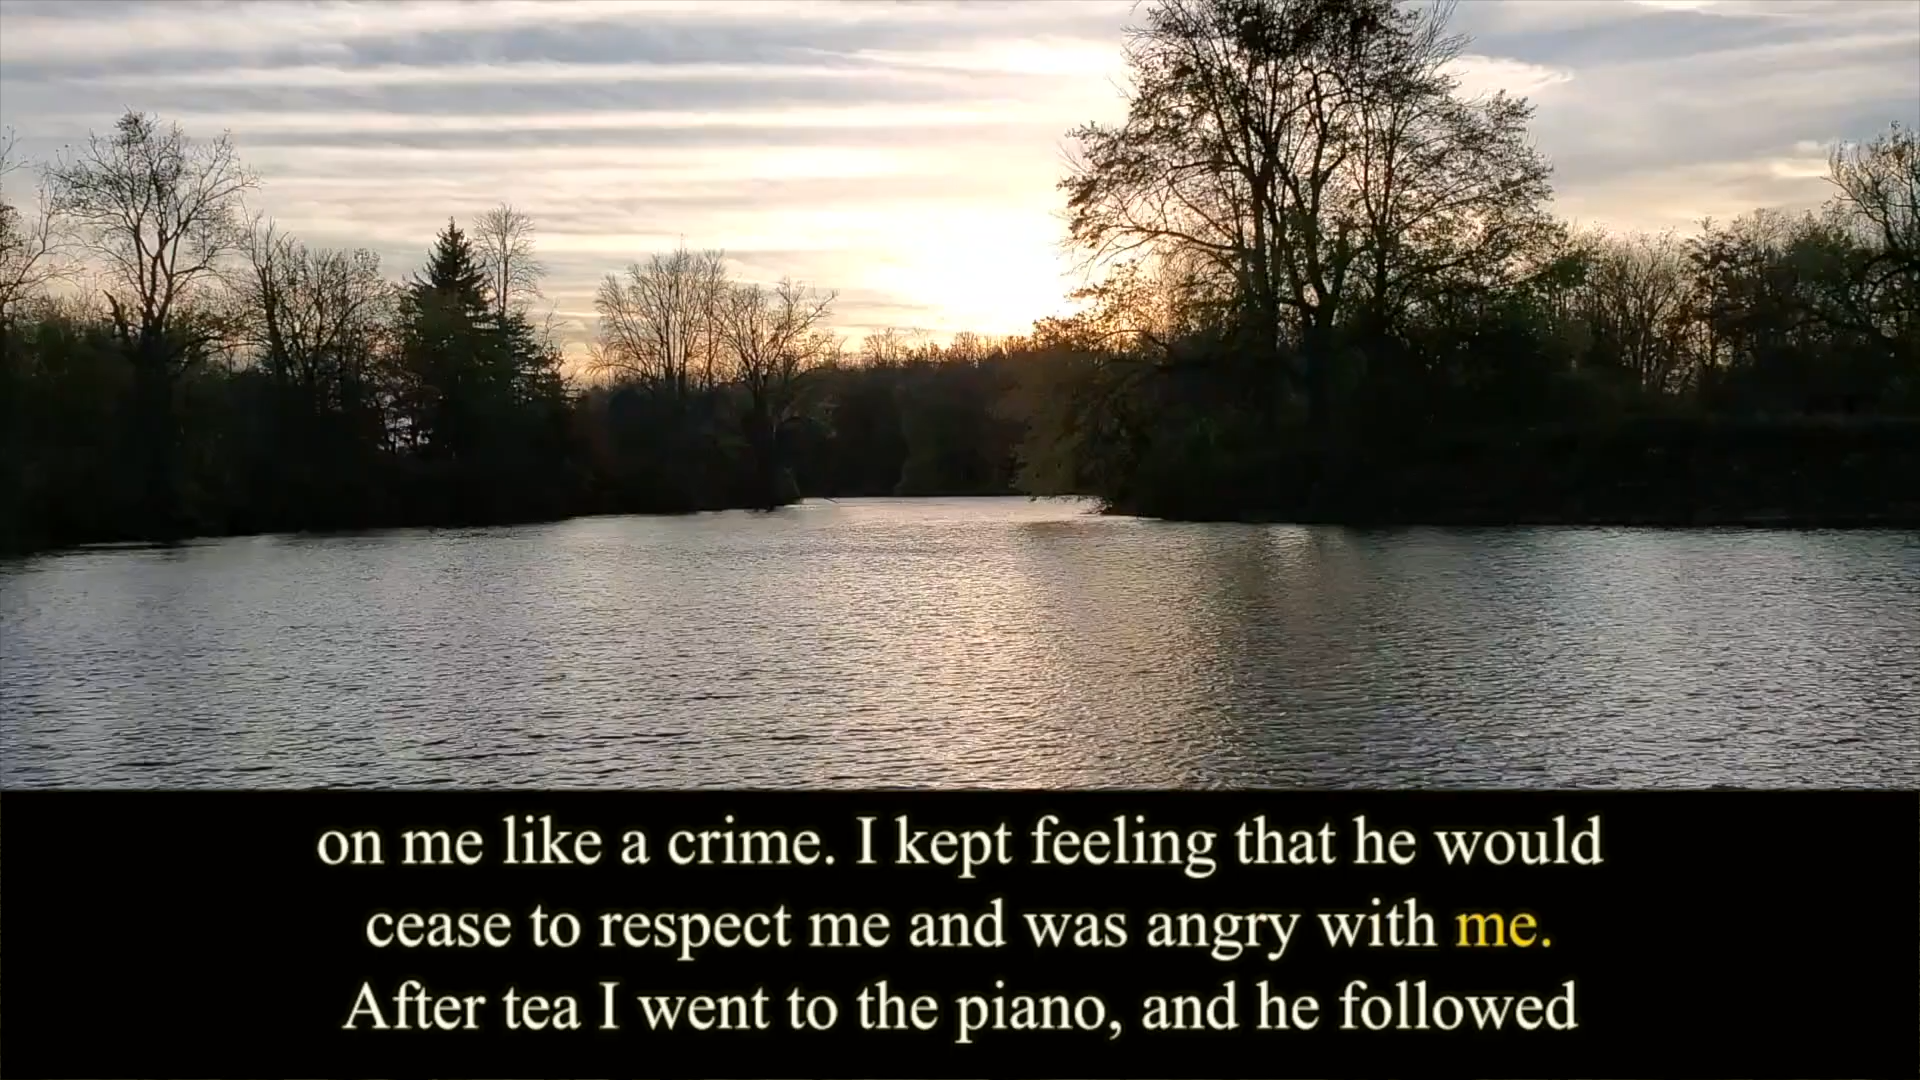 on me like a crime. I kept feeling that he would
cease to respect me and was angry with me.
After tea I went to the piano, and he followed